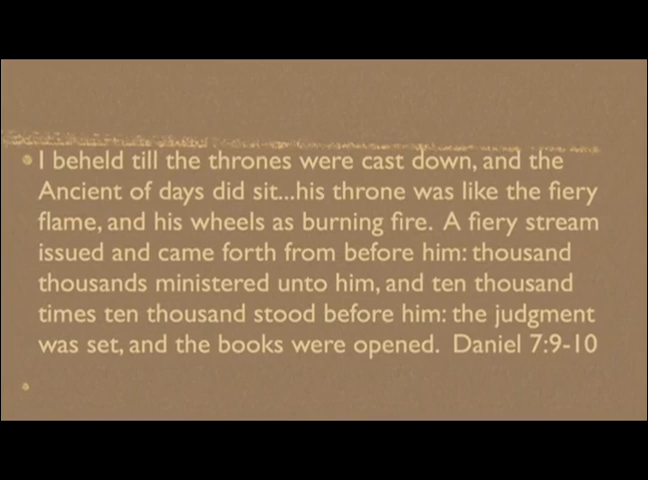 I beheld till the thrones were cast down, and the
Ancient of days did sit...his throne was like the fiery
flame, and his wheels as burning fire.  A fiery stream
issued and came forth from before him: thousand
thousands ministered unto him, and ten thousand
times ten thousand stood before him: the judgment
was set, and the books were opened.  Daniel 7:9-10